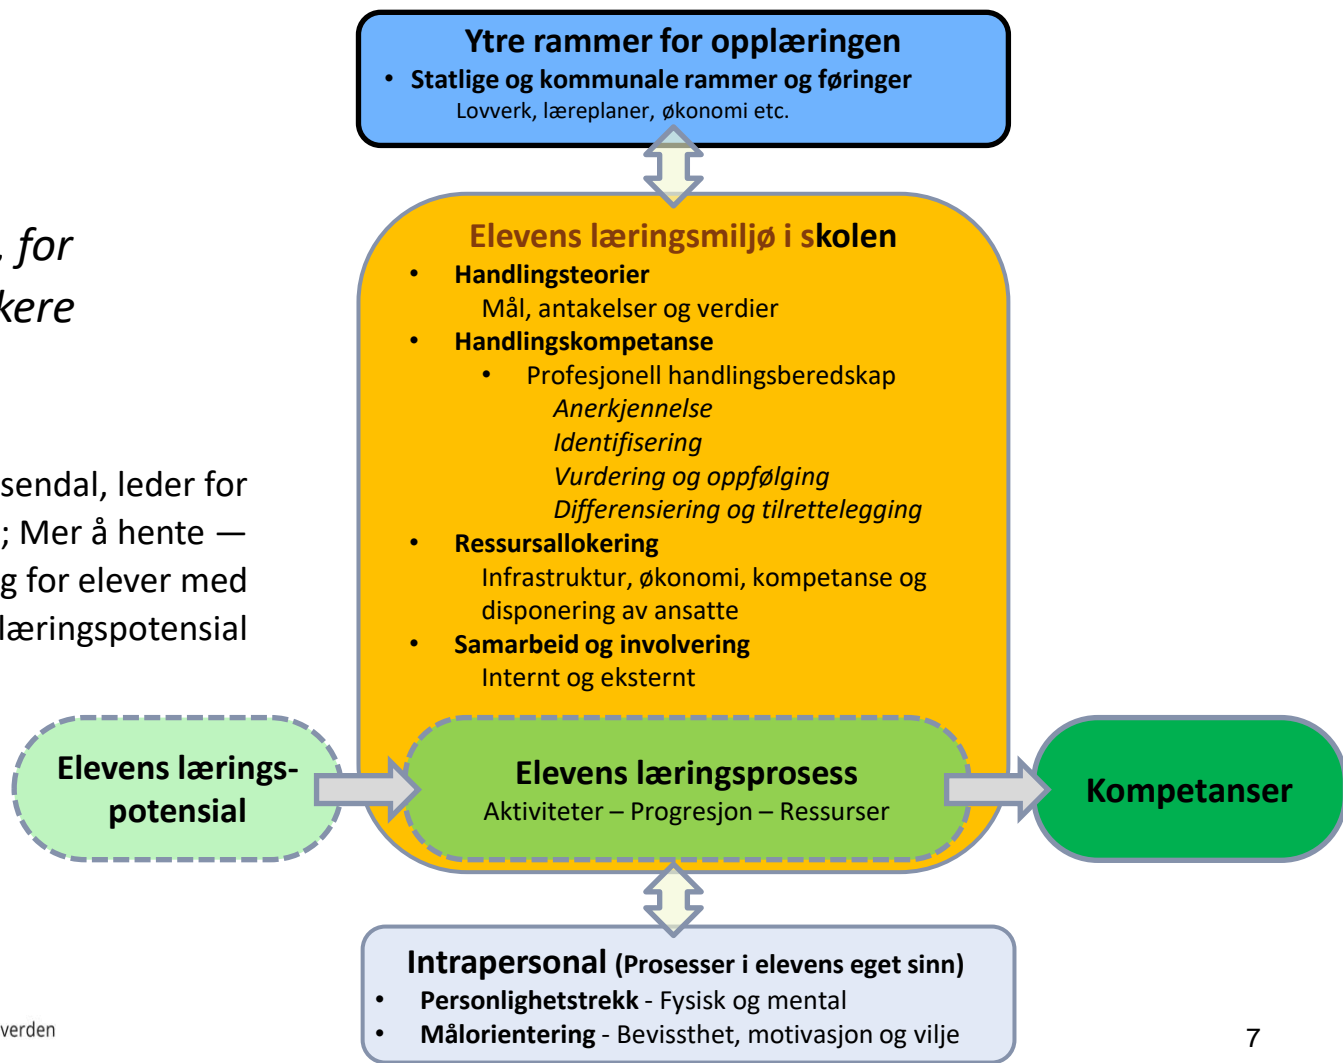 Ytre rammer for opplæringen
• Statlige og kommunale rammer og føringer
Lovverk, læreplaner, økonomi etc.
, for
kere
sendal, leder for
; Mer å hente —
g for elever med
læringspotensial
Elevens læringsmiljø i skolen
• Handlingsteorier
Mål, antakelser og verdier
• Handlingskompetanse
• Profesjonell handlingsberedskap
Anerkjennelse
Identifisering
Vurdering og oppfølging
Differensiering og tilrettelegging
• Ressursallokering
Infrastruktur, økonomi, kompetanse og
disponering av ansatte
• Samarbeid og involvering
Internt og eksternt
Elevens lærings-
potensial
Elevens læringsprosess
Aktiviteter – Progresjon – Ressurser
Kompetanser
Intrapersonal (Prosesser i elevens eget sinn)
• Personlighetstrekk - Fysisk og mental
• Målorientering - Bevissthet, motivasjon og vilje
verden
7